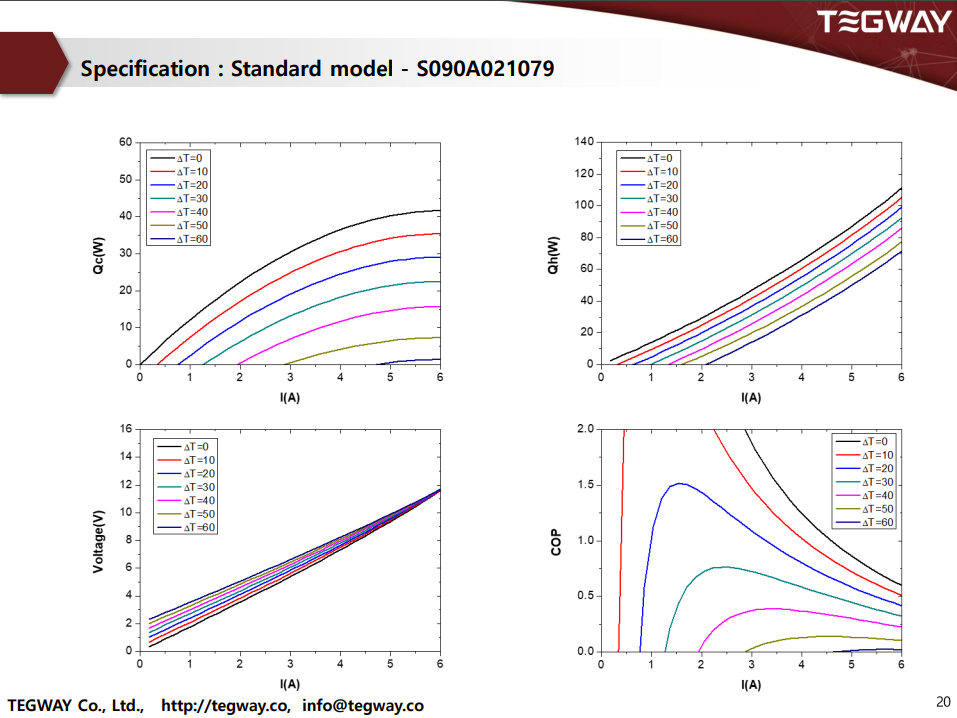 TEGWAY
Specification : Standard model - S090A021079
60
50
40
30
20
10
0
Qc(W)
ΔT=0
ΔT=10
ΔT=20
ΔT=30
ΔT=40
ΔT=50
ΔT=60
0 1 2 3 4 5 6
I(A)
140
120
100
80
60
40
20
0
Qh(W)
ΔT=0
ΔT=10
ΔT=20
ΔT=30
ΔT=40
ΔT=50
ΔT=60
0 1 2 3 4 5 6
I(A)
16
14
12
10
8
6
4
2
0
Voltage(V)
ΔT=0
ΔT=10
ΔT=20
ΔT=30
ΔT=40
ΔT=50
ΔT=60
0 1 2 3 4 5 6
I(A)
2.0
1.5
1.0
0.5
0.0
COP
ΔT=0
ΔT=10
ΔT=20
ΔT=30
ΔT=40
ΔT=50
ΔT=60
0 1 2 3 4 5 6
I(A)
TEGWAY Co., Ltd., http://tegway.co, info@tegway.co
20